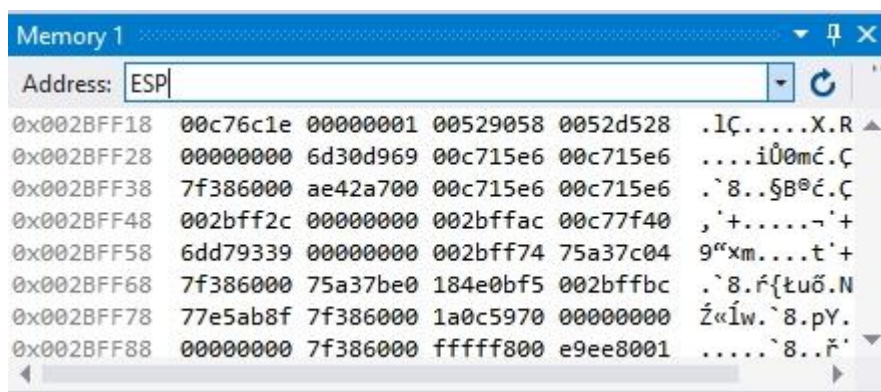 Memory 1
Address: ESP
0x002BFF18 00c76c1e 00000001 00529058 0052d528 .lÇ.....X.R
0x002BFF28 00000000 6d30d969 00c715e6 00c715e6 ....iŮ0mć.Ç
0x002BFF38 7f386000 ae42a700 00c715e6 00c715e6 .`8..§B®ć.Ç
0x002BFF48 002bff2c 00000000 002bffac 00c77f40 ,˙+.....¬˙+
0x002BFF58 6dd79339 00000000 002bff74 75a37c04 9“×m....t˙+
0x002BFF68 7f386000 75a37be0 184e0bf5 002bffbc .`8.ŕ{Łuő.N
0x002BFF78 77e5ab8f 7f386000 1a0c5970 00000000 Ź«ĺw.`8.pY.
0x002BFF88 00000000 7f386000 fffff800 e9ee8001 .....`8..ř˙